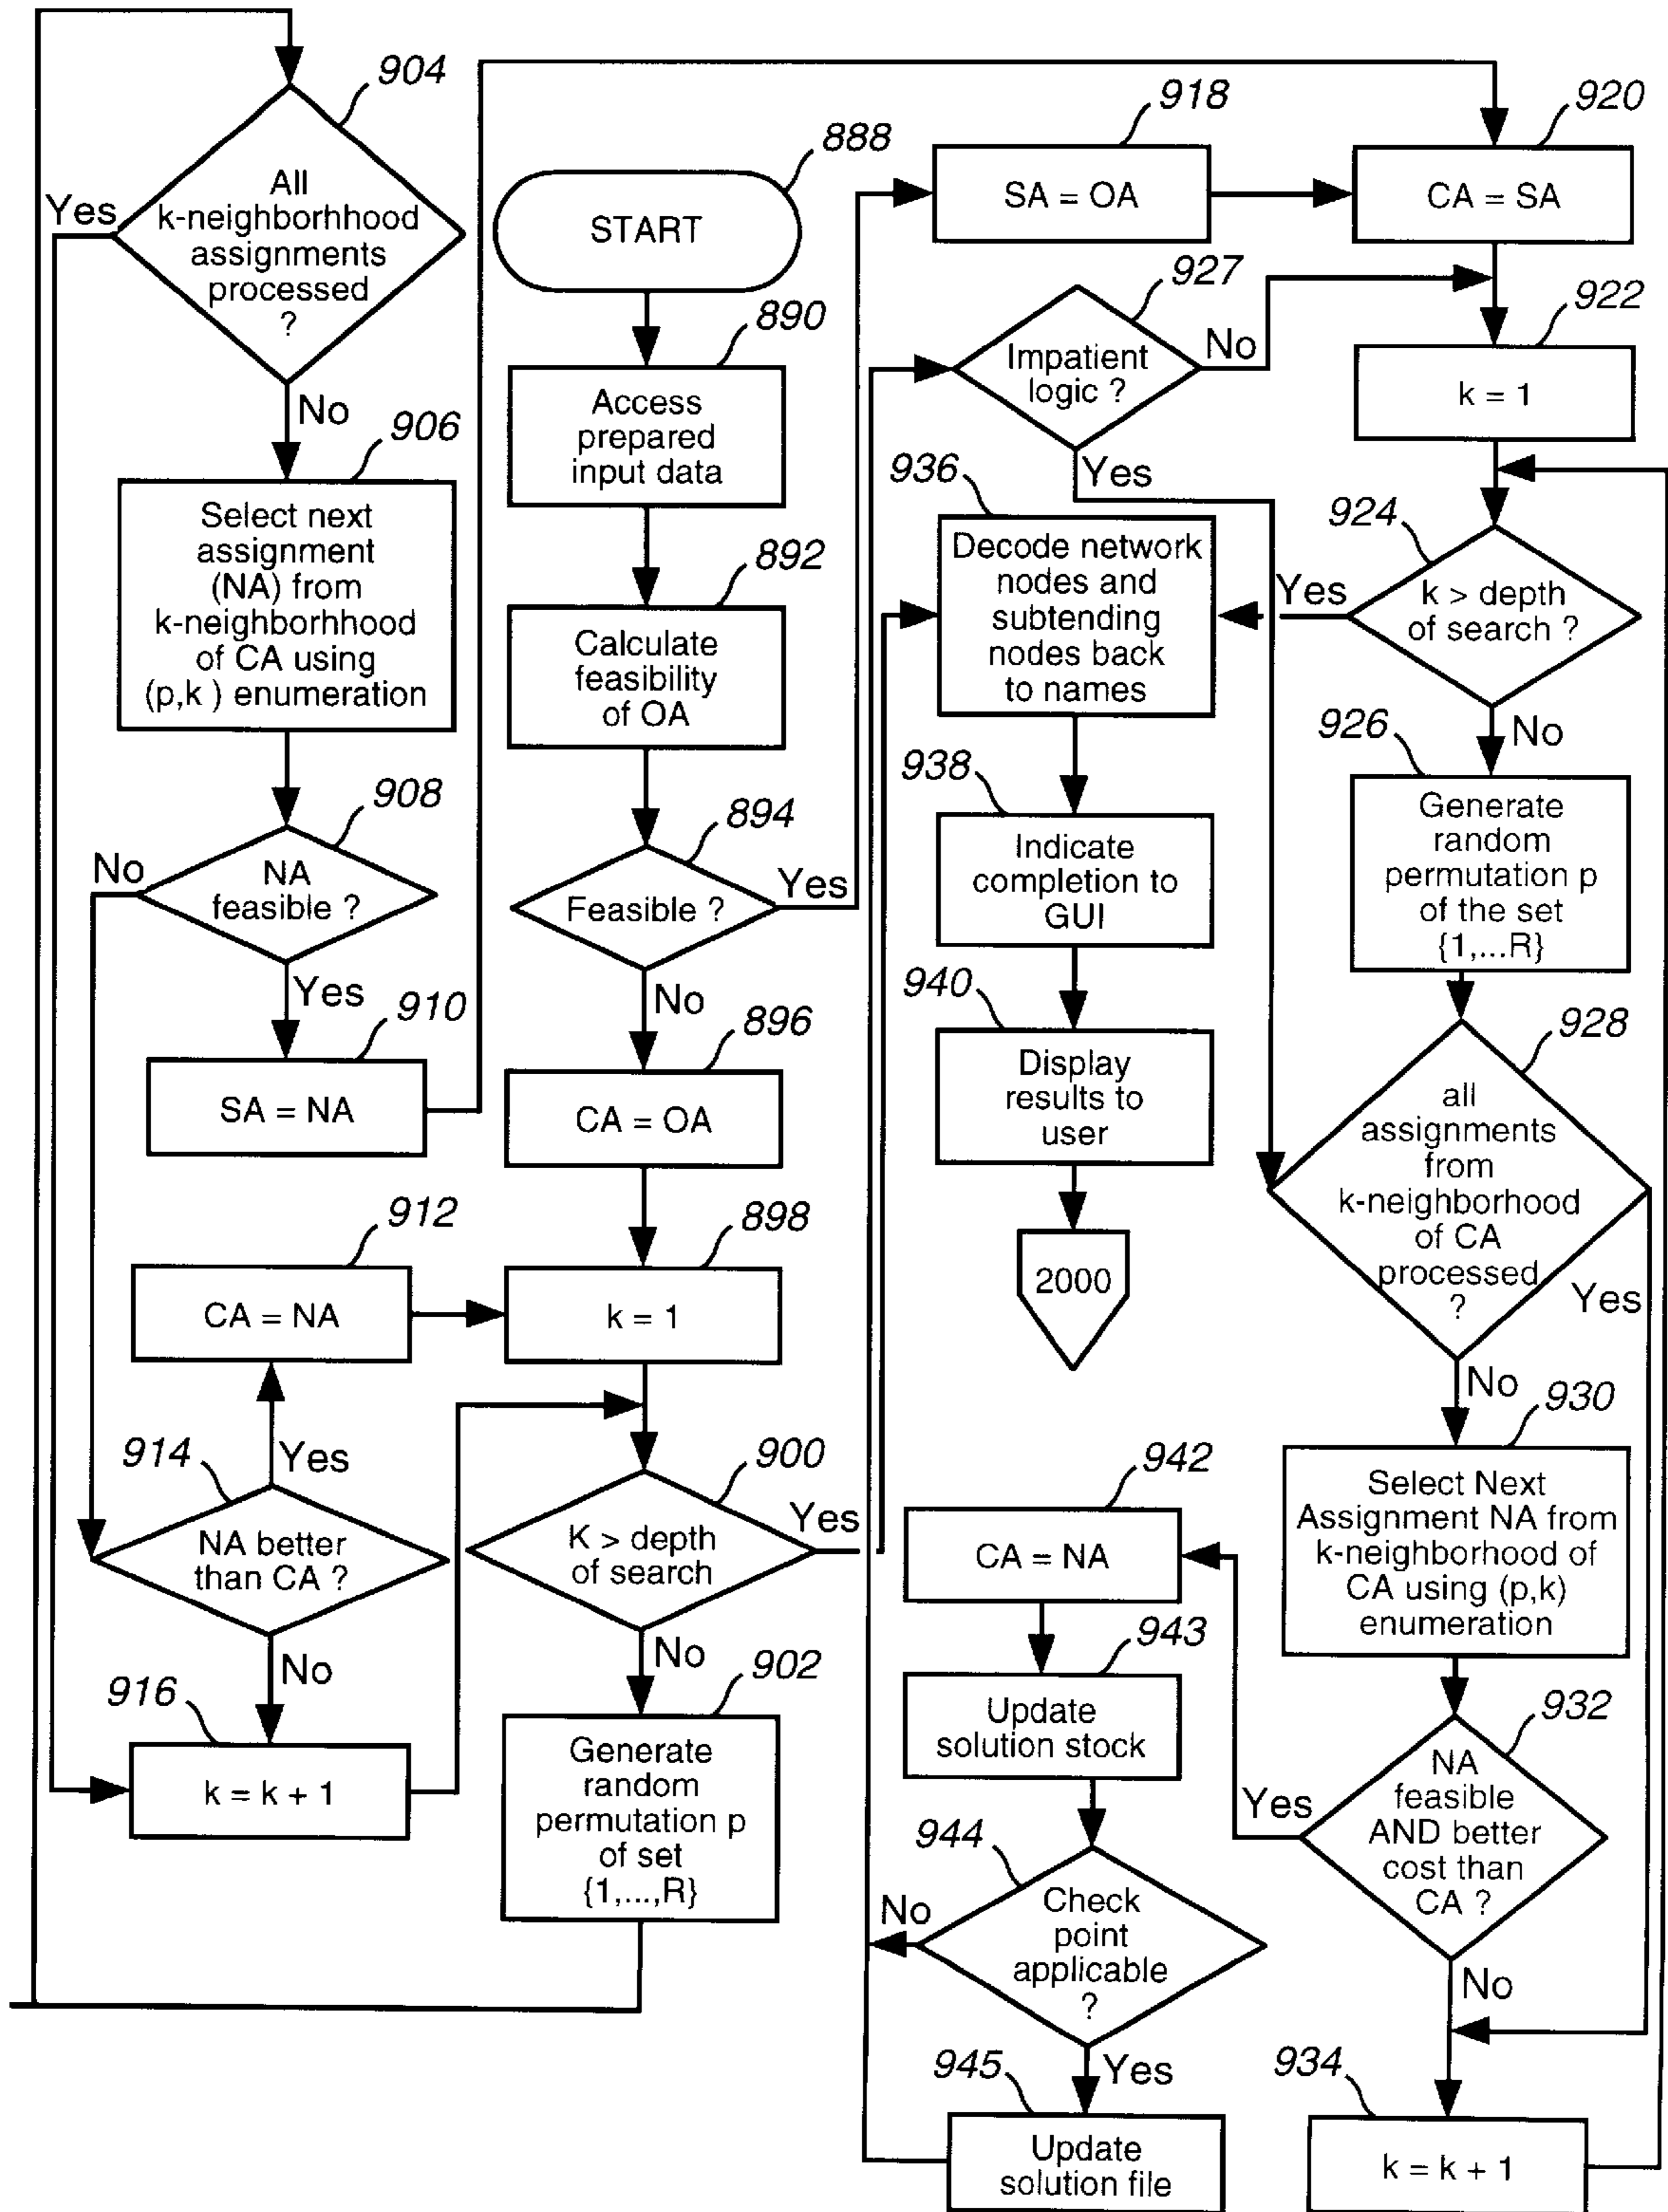 904
All
k-neighborhhood
assignments
processed
?
Yes
No
906
Select next
assignment
(NA) from
k-neighborhhood
of CA using
(p,k ) enumeration
908
NA
feasible ?
No
Yes
910
SA = NA
912
CA = NA
914
NA better
than CA ?
Yes
No
916
k = k + 1
888
START
890
Access
prepared
input data
892
Calculate
feasibility
of OA
894
Feasible ?
Yes
No
896
CA = OA
898
k = 1
900
K > depth
of search
Yes
No
902
Generate
random
permutation p
of set
{1,...,R}
918
SA = OA
927
Impatient
logic ?
No
Yes
936
Decode network
nodes and
subtending
nodes back
to names
938
Indicate
completion to
GUI
940
Display
results to
user
2000
942
CA = NA
943
Update
solution stock
944
Check
point
applicable
?
No
Yes
945
Update
solution file
920
CA = SA
922
k = 1
924
k > depth
of search ?
Yes
No
926
Generate
random
permutation p
of the set
{1,...R}
928
all
assignments
from
k-neighborhood
of CA
processed
?
Yes
No
930
Select Next
Assignment NA from
k-neighborhood of
CA using (p,k)
enumeration
932
NA
feasible
AND better
cost than
CA ?
Yes
No
934
k = k + 1